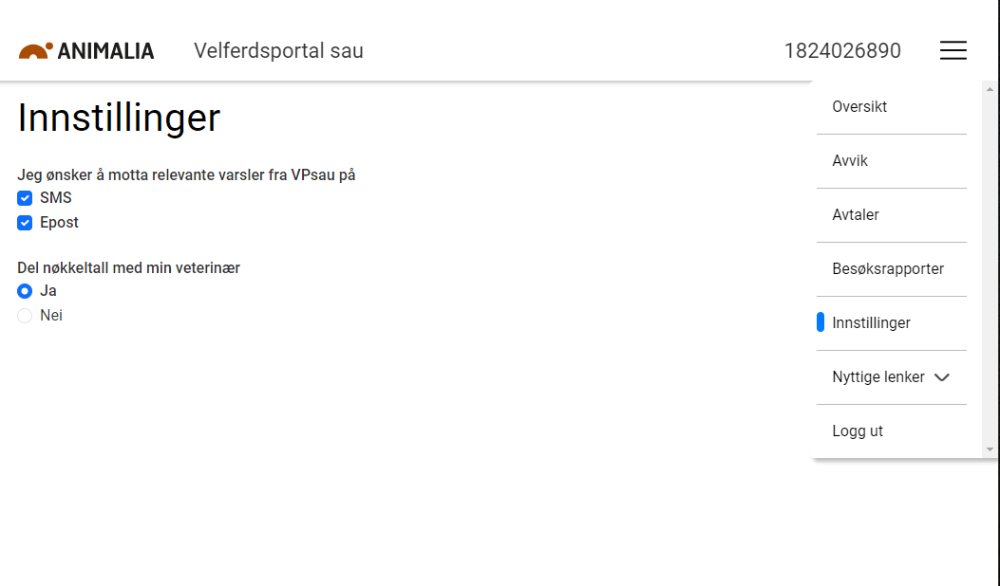 ANIMALIA Velferdsportal sau 1824026890
Innstillinger
Jeg ønsker å motta relevante varsler fra VPsau på
SMS
Epost
Del nøkkeltall med min veterinær
Ja
Nei
Oversikt
Avvik
Avtaler
Besøksrapporter
Innstillinger
Nyttige lenker
Logg ut